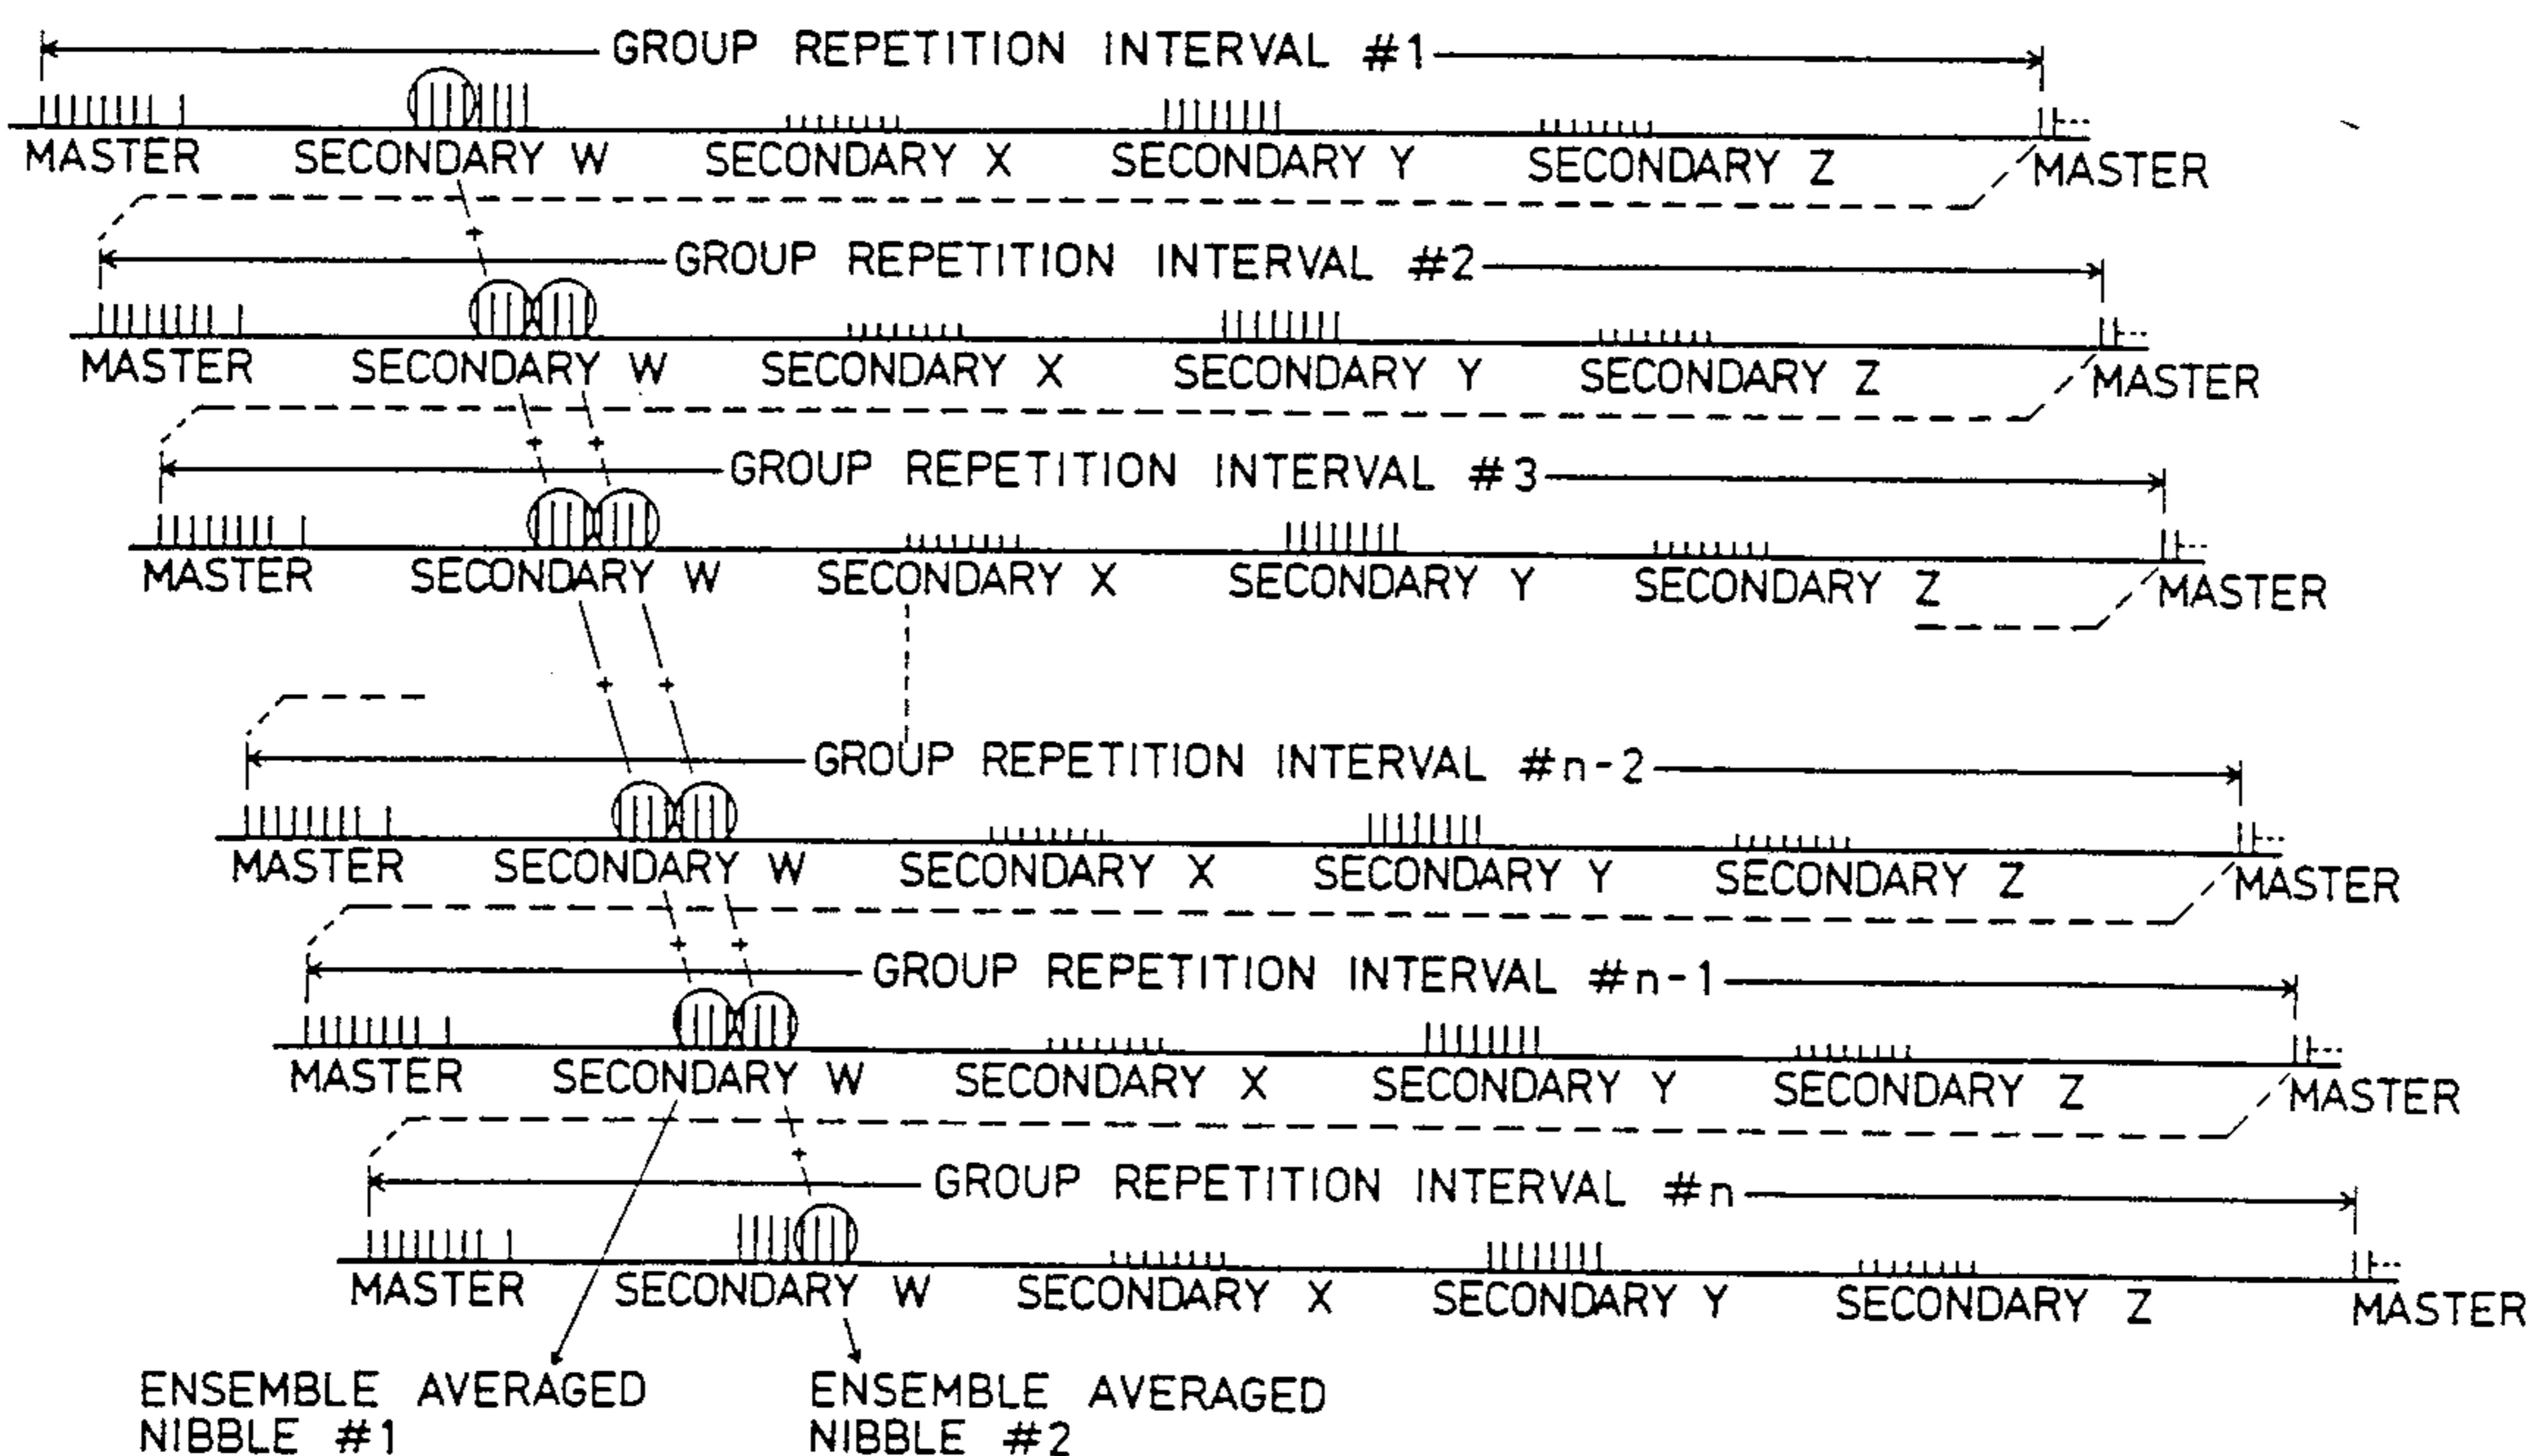 GROUP REPETITION INTERVAL #1
MASTER SECONDARY W SECONDARY X SECONDARY Y SECONDARY Z MASTER
GROUP REPETITION INTERVAL #2
MASTER SECONDARY W SECONDARY X SECONDARY Y SECONDARY Z MASTER
GROUP REPETITION INTERVAL #3
MASTER SECONDARY W SECONDARY X SECONDARY Y SECONDARY Z MASTER
GROUP REPETITION INTERVAL #n-2
MASTER SECONDARY W SECONDARY X SECONDARY Y SECONDARY Z MASTER
GROUP REPETITION INTERVAL #n-1
MASTER SECONDARY W SECONDARY X SECONDARY Y SECONDARY Z MASTER
GROUP REPETITION INTERVAL #n
MASTER SECONDARY W SECONDARY X SECONDARY Y SECONDARY Z MASTER
ENSEMBLE AVERAGED
NIBBLE #1
ENSEMBLE AVERAGED
NIBBLE #2